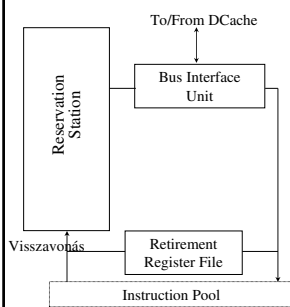 To/From DCache
Bus Interface
Unit
Reservation
Station
Visszavonás
Retirement
Register File
Instruction Pool